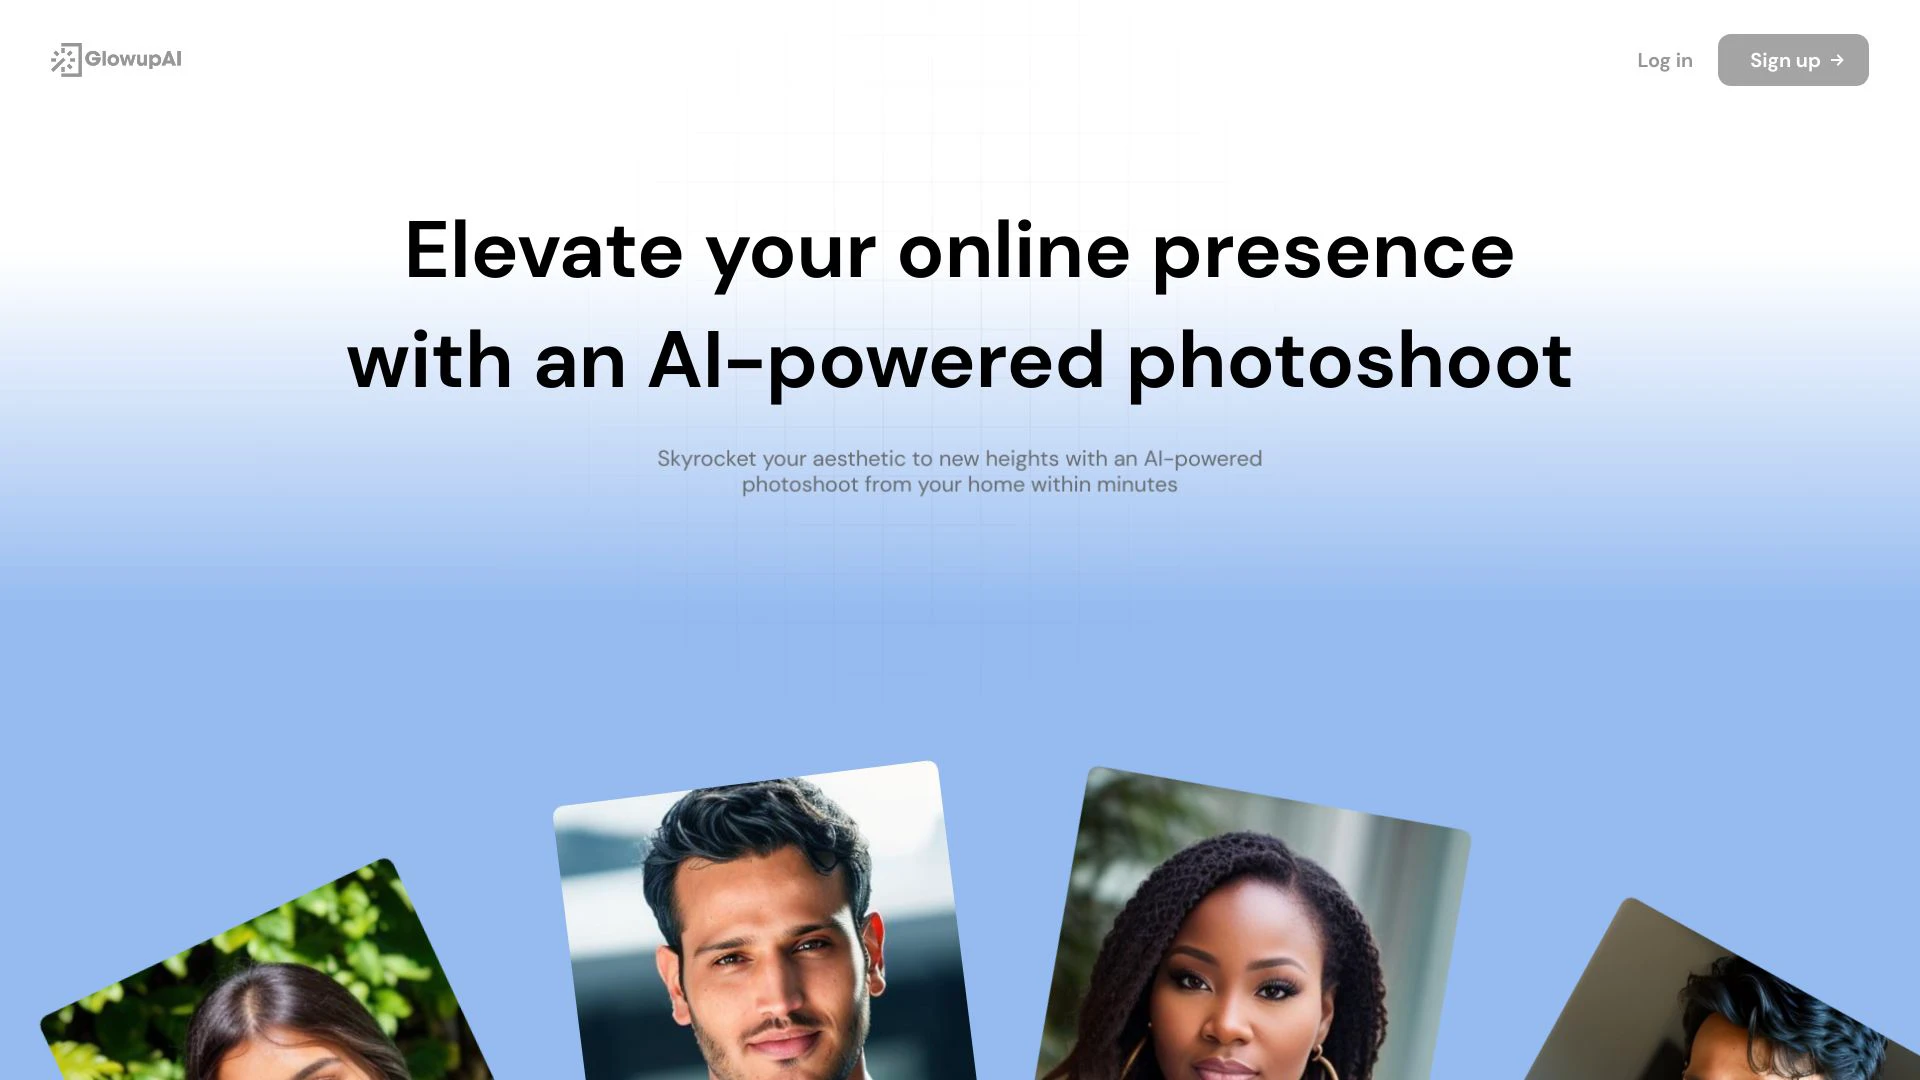 GlowupAI
Log in
Sign up →
Elevate your online presence
with an AI-powered photoshoot
Skyrocket your aesthetic to new heights with an AI-powered
photoshoot from your home within minutes